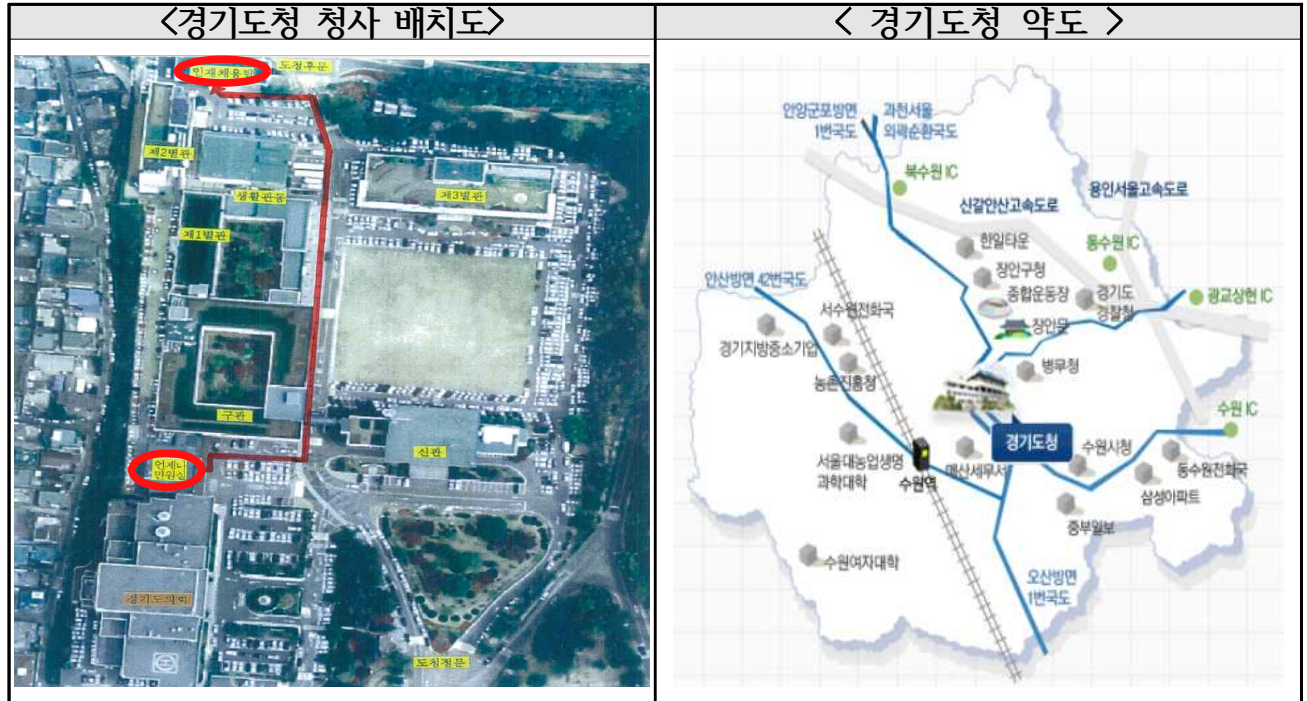 <경기도청 청사 배치도>
인재채용팀
도청후문
제2별관
제3별관
생활관동
제1별관
구관
신관
언제나
민원실
경기도의회
도청정문
< 경기도청 약도 >
안양군포방면
1번국도
과천서울
외곽순환국도
북수원 IC
용인서울고속도로
신갈안산고속도로
한일타운
동수원 IC
장안구청
안산방면 42번국도
종합운동장
경기도
경찰청
광교상현 IC
서수원전화국
장안문
경기지방중소기업
병무청
농촌진흥청
수원 IC
경기도청
서울대농업생명
과학대학
수원역
매산세무서
수원시청
동수원전화국
삼성아파트
중부일보
수원여자대학
오산방면
1번국도